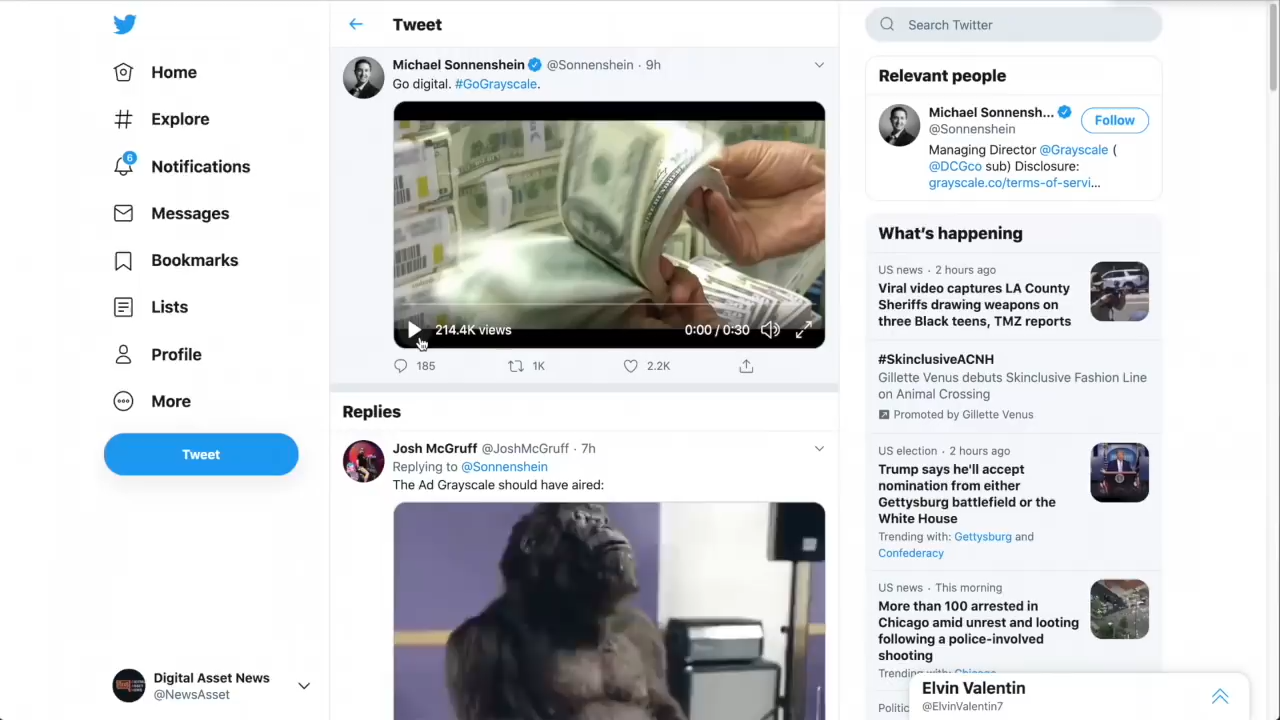 Home
Explore
6
Notifications
Messages
Bookmarks
Lists
Profile
More
Tweet
Digital Asset News
@NewsAsset
Tweet
Michael Sonnenshein @Sonnenshein · 9h
Go digital. #GoGrayscale.
214.4K views
0:00 / 0:30
185
1K
2.2K
Replies
Josh McGruff @JoshMcGruff · 7h
Replying to @Sonnenshein
The Ad Grayscale should have aired:
Search Twitter
Relevant people
Michael Sonnensh...
@Sonnenshein
Follow
Managing Director @Grayscale (
@DCGco sub) Disclosure:
grayscale.co/terms-of-servi...
What's happening
US news · 2 hours ago
Viral video captures LA County
Sheriffs drawing weapons on
three Black teens, TMZ reports
#SkinclusiveACNH
Gillette Venus debuts Skinclusive Fashion Line
on Animal Crossing
Promoted by Gillette Venus
US election · 2 hours ago
Trump says he'll accept
nomination from either
Gettysburg battlefield or the
White House
Trending with: Gettysburg and
Confederacy
US news · This morning
More than 100 arrested in
Chicago amid unrest and looting
following a police-involved
shooting
Trending with: Chicago
Politic
Elvin Valentin
@ElvinValentin7